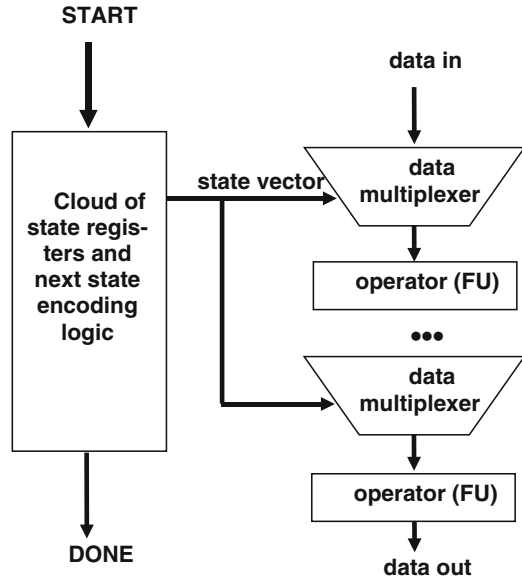 START
Cloud of
state regis-
ters and
next state
encoding
logic
DONE
state vector
data in
data
multiplexer
operator (FU)
•••
data
multiplexer
operator (FU)
data out